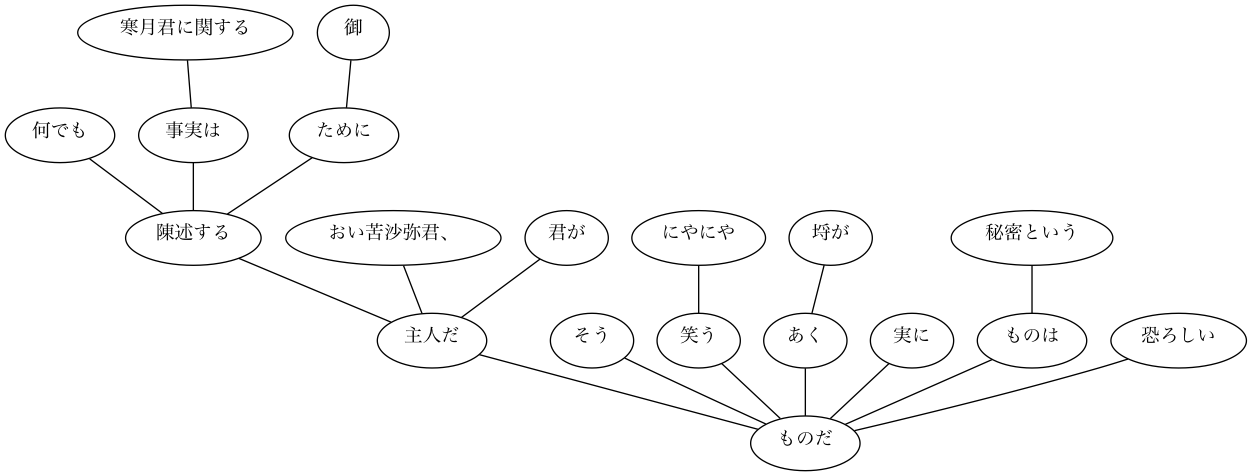 寒月君に関する
御
何でも
事実は
ために
陳述する
おい苦沙弥君、
君が
にやにや
埒が
秘密という
主人だ
そう
笑う
あく
実に
ものは
恐ろしい
ものだ